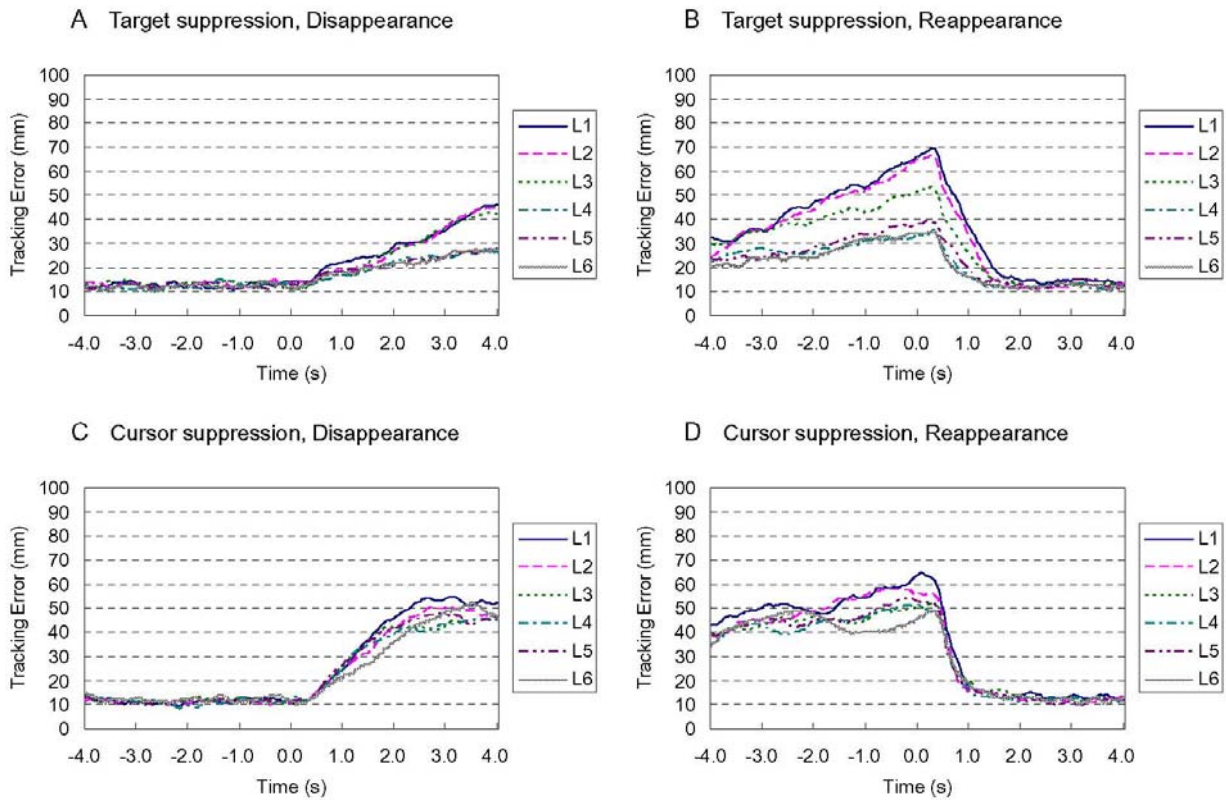 A Target suppression, Disappearance
Tracking Error (mm)
100
90
80
70
60
50
40
30
20
10
0
-4.0 -3.0 -2.0 -1.0 0.0 1.0 2.0 3.0 4.0
Time (s)
L1
L2
L3
L4
L5
L6
B Target suppression, Reappearance
Tracking Error (mm)
100
90
80
70
60
50
40
30
20
10
0
-4.0 -3.0 -2.0 -1.0 0.0 1.0 2.0 3.0 4.0
Time (s)
L1
L2
L3
L4
L5
L6
C Cursor suppression, Disappearance
Tracking Error (mm)
100
90
80
70
60
50
40
30
20
10
0
-4.0 -3.0 -2.0 -1.0 0.0 1.0 2.0 3.0 4.0
Time (s)
L1
L2
L3
L4
L5
L6
D Cursor suppression, Reappearance
Tracking Error (mm)
100
90
80
70
60
50
40
30
20
10
0
-4.0 -3.0 -2.0 -1.0 0.0 1.0 2.0 3.0 4.0
Time (s)
L1
L2
L3
L4
L5
L6